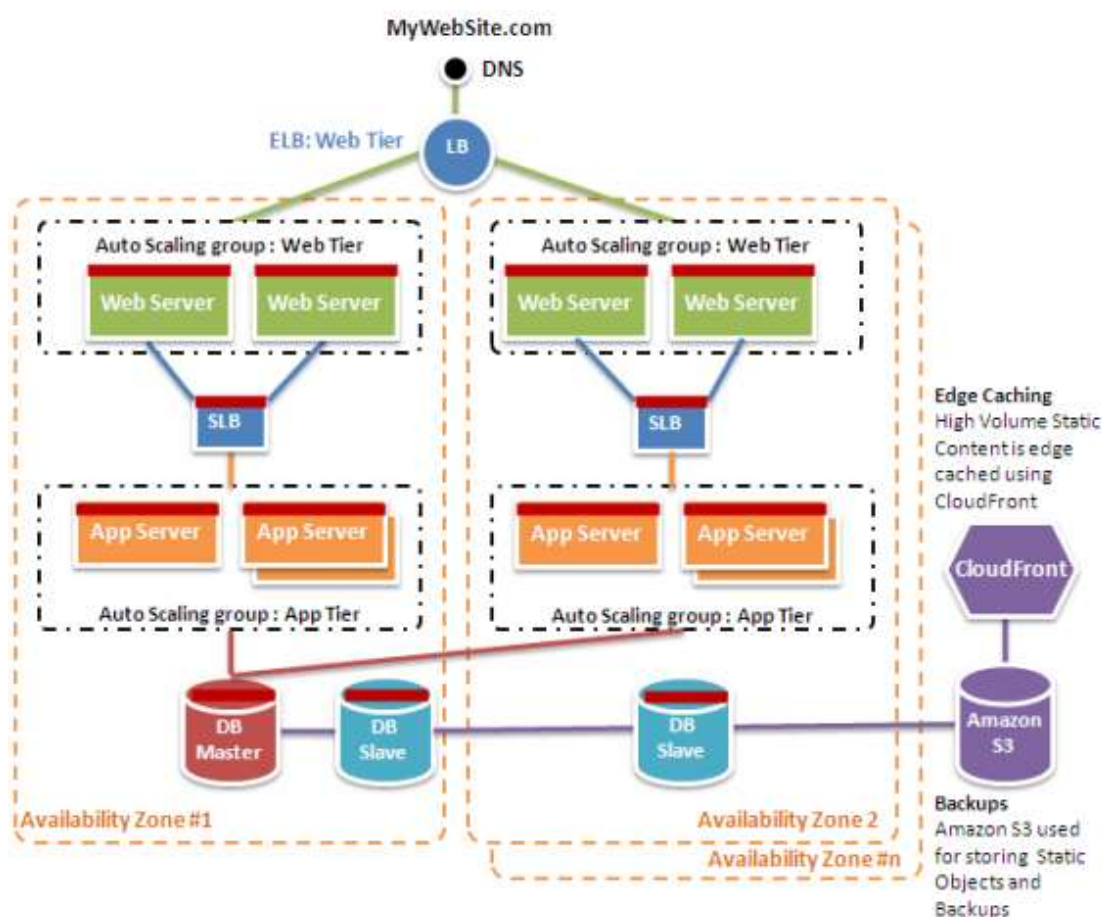 MyWebSite.com
DNS
ELB: Web Tier
LB
Auto Scaling group : Web Tier
Web Server
Web Server
Auto Scaling group : Web Tier
Web Server
Web Server
SLB
SLB
Edge Caching
High Volume Static
Content is edge
cached using
CloudFront
App Server
App Server
Auto Scaling group : App Tier
App Server
App Server
Auto Scaling group : App Tier
CloudFront
DB
Master
DB
Slave
DB
Slave
Amazon
S3
Availability Zone #1
Availability Zone 2
Availability Zone #n
Backups
Amazon S3 used
for storing Static
Objects and
Backups